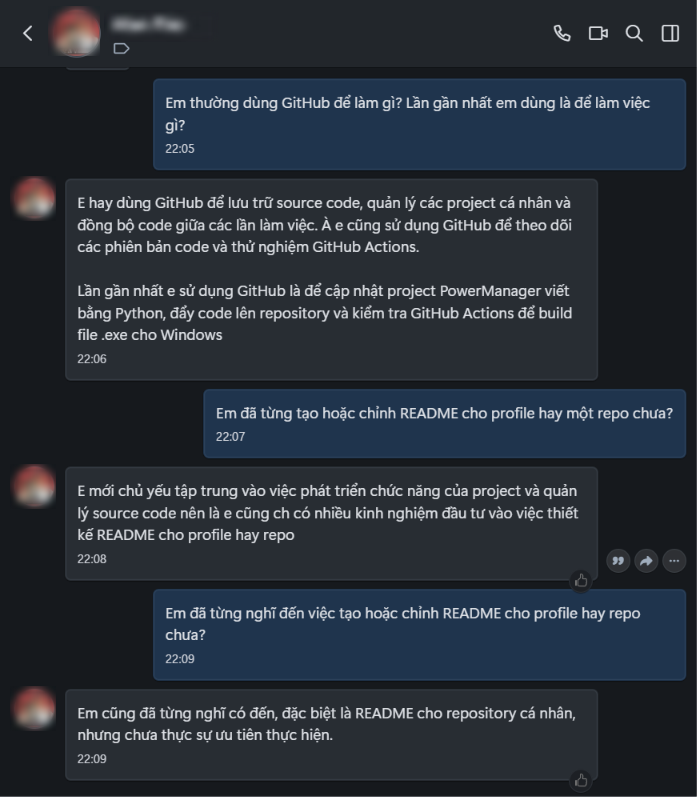 Em thường dùng GitHub để làm gì? Lần gần nhất em dùng là để làm việc
gì?
22:05
E hay dùng GitHub để lưu trữ source code, quản lý các project cá nhân và
đồng bộ code giữa các lần làm việc. À e cũng sử dụng GitHub để theo dõi
các phiên bản code và thử nghiệm GitHub Actions.
Lần gần nhất e sử dụng GitHub là để cập nhật project PowerManager viết
bằng Python, đẩy code lên repository và kiểm tra GitHub Actions để build
file .exe cho Windows
22:06
Em đã từng tạo hoặc chỉnh README cho profile hay một repo chưa?
22:07
E mới chủ yếu tập trung vào việc phát triển chức năng của project và quản
lý source code nên là e cũng ch có nhiều kinh nghiệm đầu tư vào việc thiết
kế README cho profile hay repo
22:08
Em đã từng nghĩ đến việc tạo hoặc chỉnh README cho profile hay repo
chưa?
22:09
Em cũng đã từng nghĩ có đến, đặc biệt là README cho repository cá nhân,
nhưng chưa thực sự ưu tiên thực hiện.
22:09